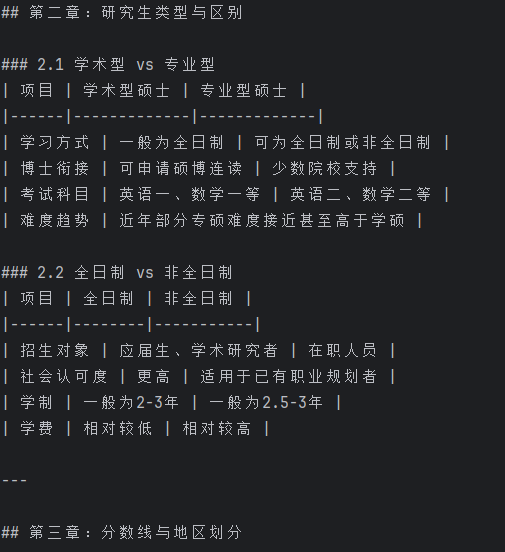 ## 第二章：研究生类型与区别
### 2.1 学术型 vs 专业型
| 项目 | 学术型硕士 | 专业型硕士 |
|------|-------------|-------------|
| 学习方式 | 一般为全日制 | 可为全日制或非全日制 |
| 博士衔接 | 可申请硕博连读 | 少数院校支持 |
| 考试科目 | 英语一、数学一等 | 英语二、数学二等 |
| 难度趋势 | 近年部分专硕难度接近甚至高于学硕 |
### 2.2 全日制 vs 非全日制
| 项目 | 全日制 | 非全日制 |
|------|--------|-----------|
| 招生对象 | 应届生、学术研究者 | 在职人员 |
| 社会认可度 | 更高 | 适用于已有职业规划者 |
| 学制 | 一般为2-3年 | 一般为2.5-3年 |
| 学费 | 相对较低 | 相对较高 |
---
## 第三章：分数线与地区划分